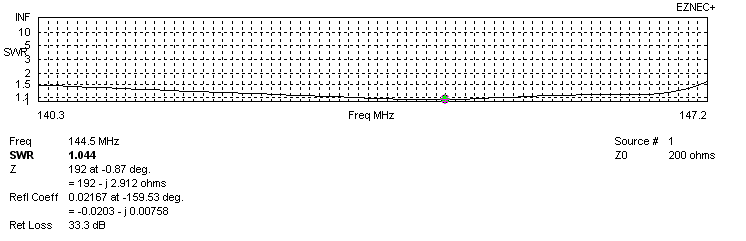 EZNEC+
INF
10
5
SWR
3
2
1.5
1.1
140.3 Freq MHz 147.2
Freq 144.5 MHz Source # 1
SWR 1.044 Z0 200 ohms
Z 192 at -0.87 deg.
= 192 - j 2.912 ohms
Refl Coeff 0.02167 at -159.53 deg.
= -0.0203 - j 0.00758
Ret Loss 33.3 dB